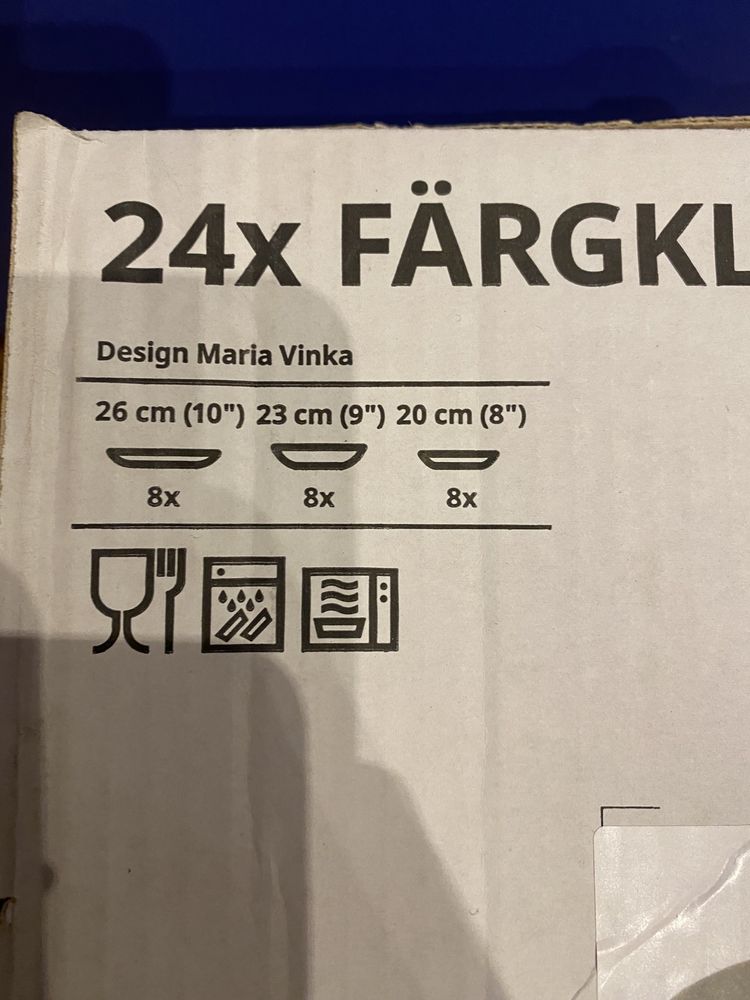 24x FÄRGKL
Design Maria Vinka
26 cm (10") 23 cm (9") 20 cm (8")
8x 8x 8x